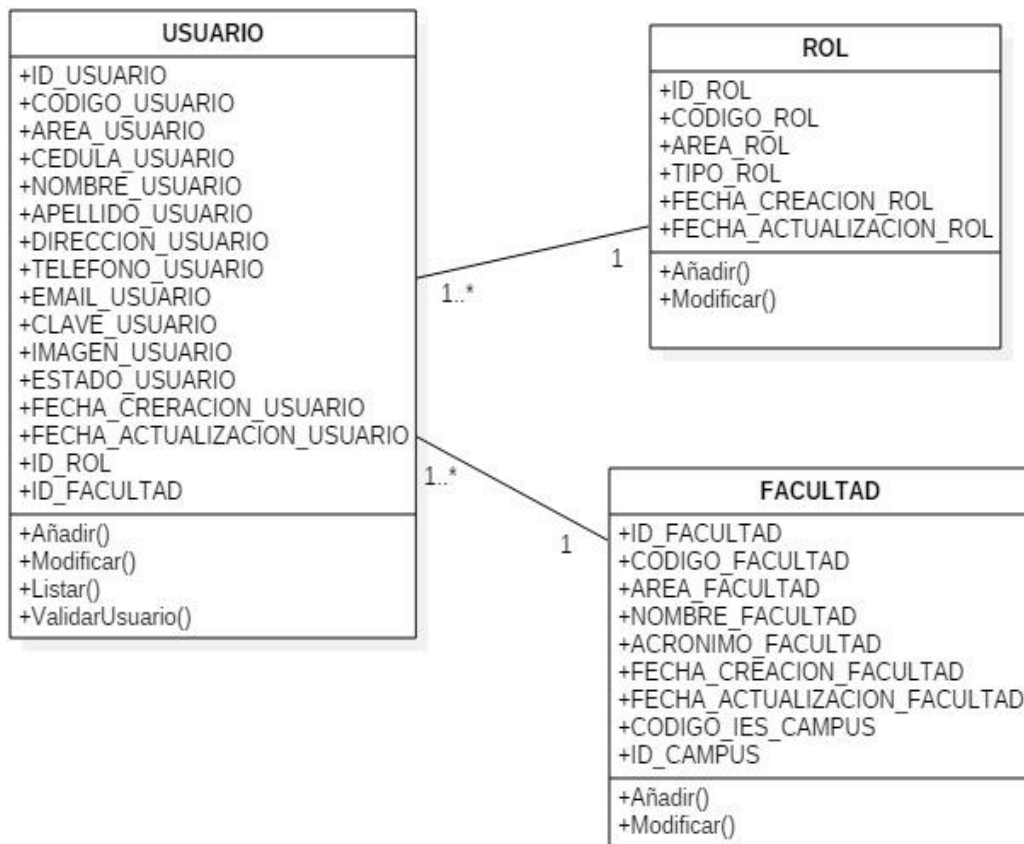 USUARIO
+ID_USUARIO
+CODIGO_USUARIO
+AREA_USUARIO
+CEDULA_USUARIO
+NOMBRE_USUARIO
+APELLIDO_USUARIO
+DIRECCION_USUARIO
+TELEFONO_USUARIO
+EMAIL_USUARIO
+CLAVE_USUARIO
+IMAGEN_USUARIO
+ESTADO_USUARIO
+FECHA_CRERACION_USUARIO
+FECHA_ACTUALIZACION_USUARIO
+ID_ROL
+ID_FACULTAD
+Añadir()
+Modificar()
+Listar()
+ValidarUsuario()
1..*
1
ROL
+ID_ROL
+CODIGO_ROL
+AREA_ROL
+TIPO_ROL
+FECHA_CREACION_ROL
+FECHA_ACTUALIZACION_ROL
+Añadir()
+Modificar()
1..*
1
FACULTAD
+ID_FACULTAD
+CODIGO_FACULTAD
+AREA_FACULTAD
+NOMBRE_FACULTAD
+ACRONIMO_FACULTAD
+FECHA_CREACION_FACULTAD
+FECHA_ACTUALIZACION_FACULTAD
+CODIGO_IES_CAMPUS
+ID_CAMPUS
+Añadir()
+Modificar()